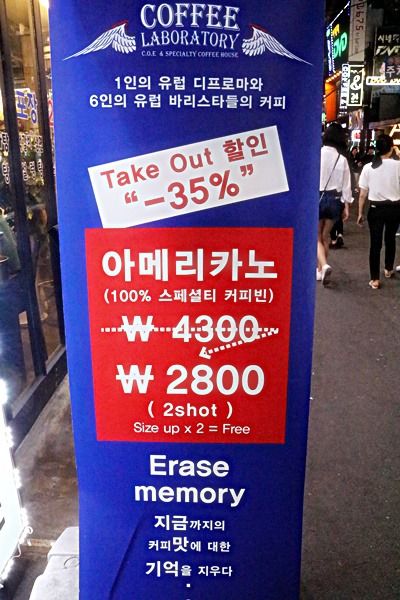 COFFEE
LABORATORY
C.O.E & SPECIALTY COFFEE HOUSE
1인의 유럽 디프로마와
6인의 유럽 바리스타들의 커피
Take Out 할인
“-35%”
아메리카노
(100% 스페셜티 커피빈)
₩ 4300
₩ 2800
( 2shot )
Size up x 2 = Free
Erase
memory
지금까지의
커피맛에 대한
기억을 지우다